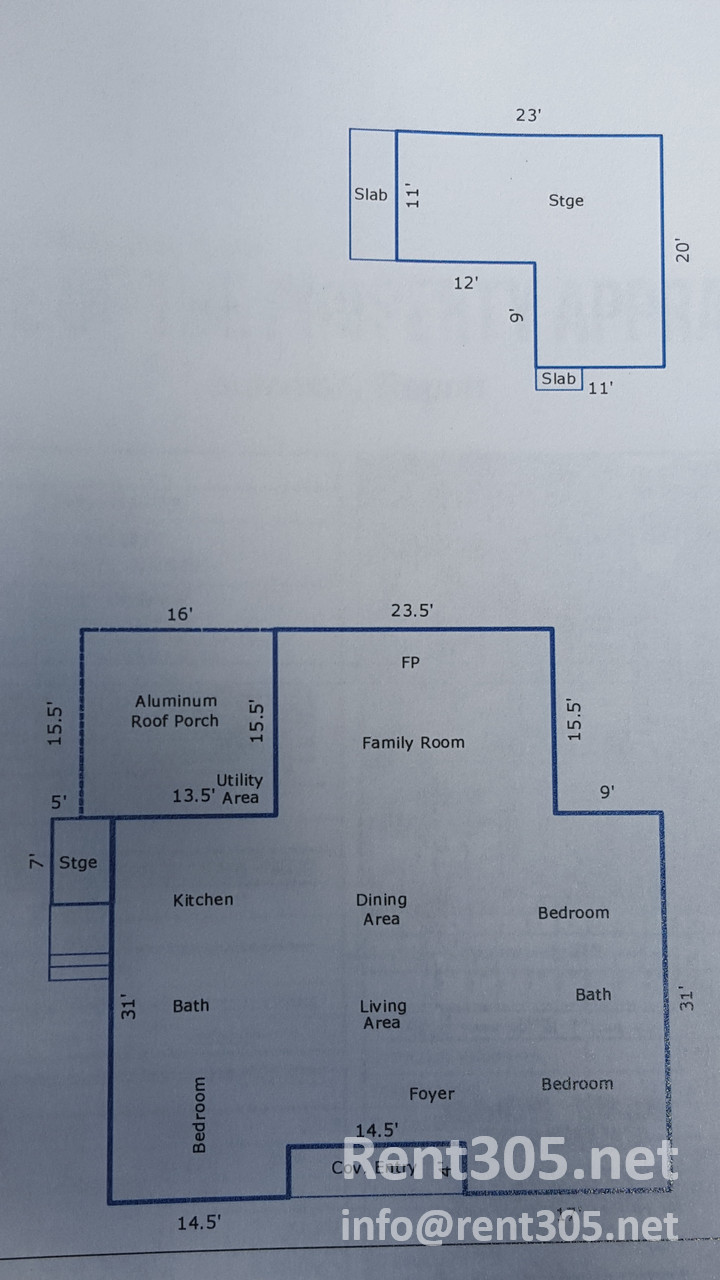 23'
Slab
11'
Stge
20'
12'
9'
Slab
11'
16'
23.5'
FP
15.5'
Aluminum
Roof Porch
15.5'
15.5'
Family Room
Utility
Area
13.5'
9'
5'
7'
Stge
Kitchen
Dining
Area
Bedroom
31'
Bath
Living
Area
Bath
31'
Bedroom
Foyer
Bedroom
14.5'
Cov. Entry
4'
14.5'
17'
Rent305.net
info@rent305.net